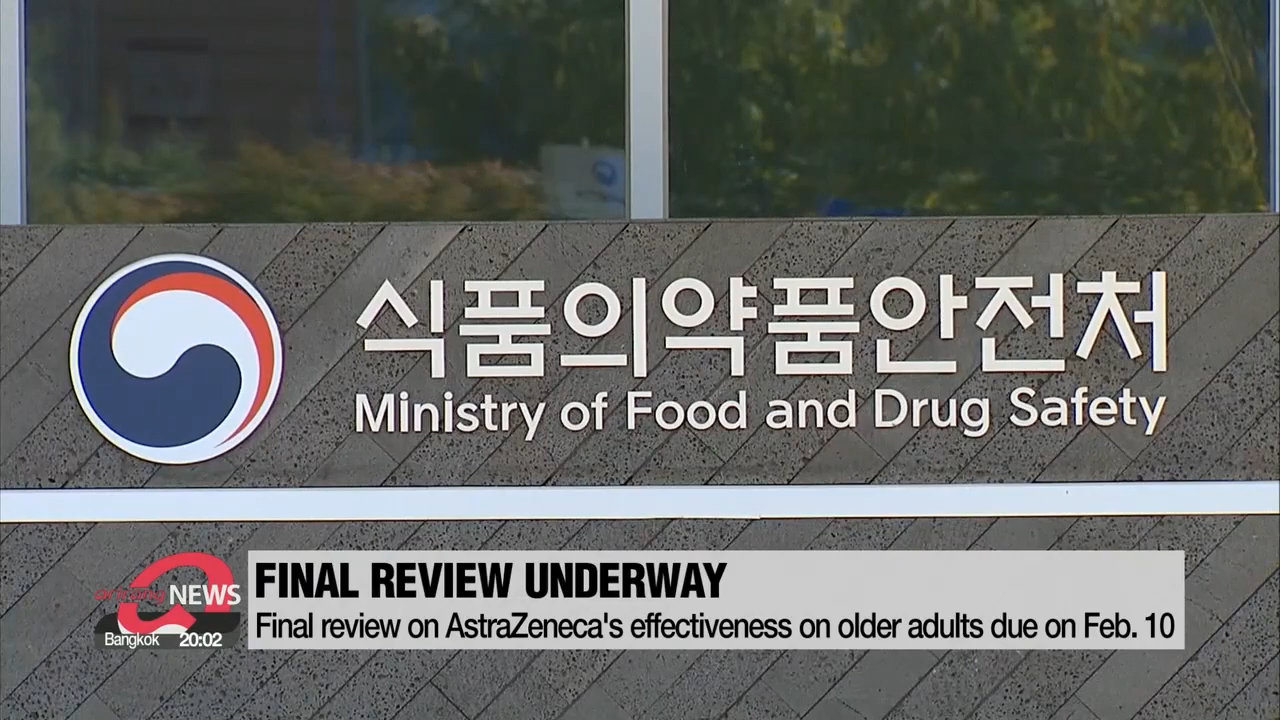 식품의약품안전처
Ministry of Food and Drug Safety
FINAL REVIEW UNDERWAY
Final review on AstraZeneca's effectiveness on older adults due on Feb. 10
arirang NEWS
Bangkok 20:02